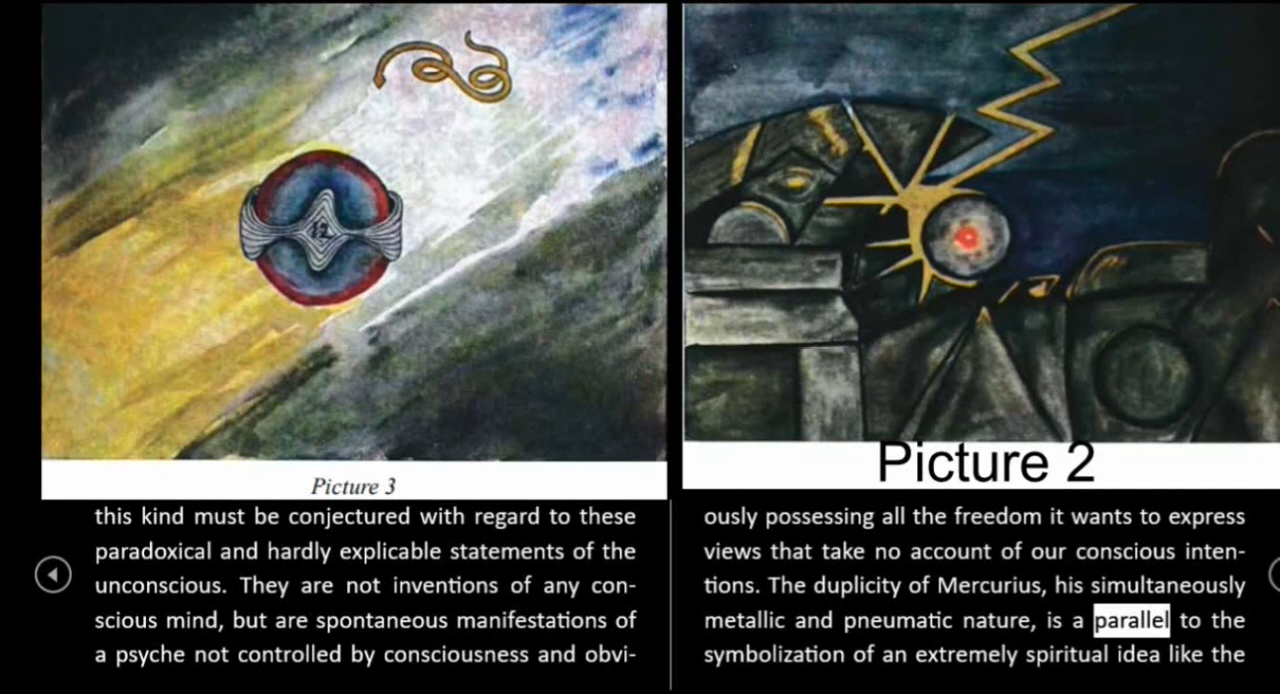 12
Picture 3
Picture 2
this kind must be conjectured with regard to these
paradoxical and hardly explicable statements of the
unconscious. They are not inventions of any con-
scious mind, but are spontaneous manifestations of
a psyche not controlled by consciousness and obvi-
ously possessing all the freedom it wants to express
views that take no account of our conscious inten-
tions. The duplicity of Mercurius, his simultaneously
metallic and pneumatic nature, is a parallel to the
symbolization of an extremely spiritual idea like the